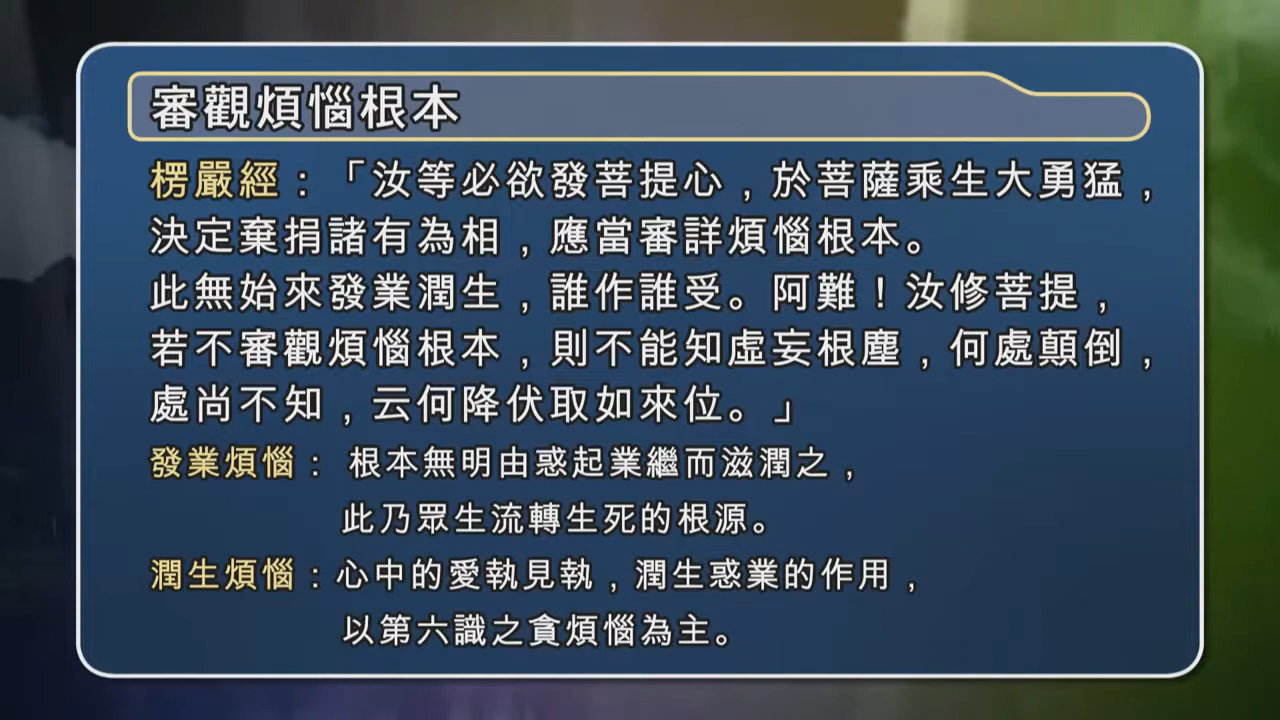 審觀煩惱根本
楞嚴經：「汝等必欲發菩提心，於菩薩乘生大勇猛，
決定棄捐諸有為相，應當審詳煩惱根本。
此無始來發業潤生，誰作誰受。阿難！汝修菩提，
若不審觀煩惱根本，則不能知虛妄根塵，何處顛倒，
處尚不知，云何降伏取如來位。」
發業煩惱： 根本無明由惑起業繼而滋潤之，
此乃眾生流轉生死的根源。
潤生煩惱：心中的愛執見執，潤生惑業的作用，
以第六識之貪煩惱為主。